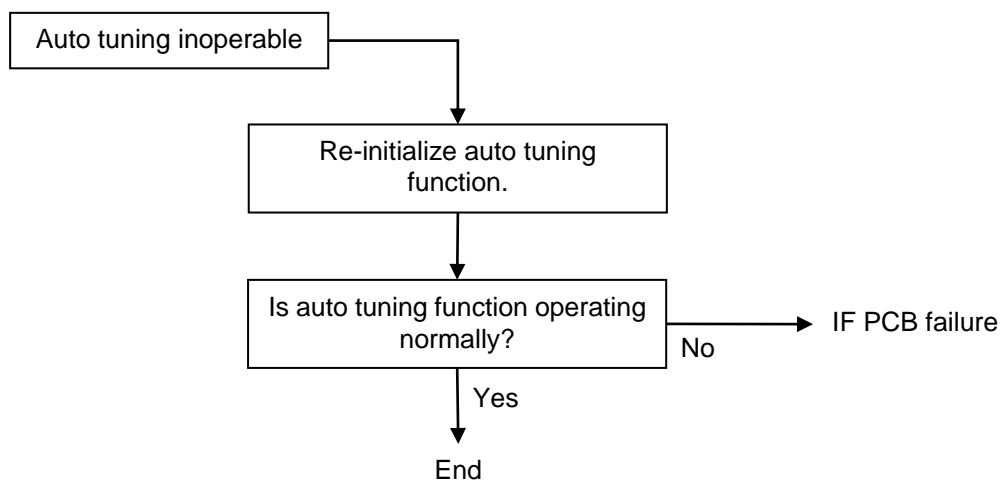 Auto tuning inoperable
Re-initialize auto tuning
function.
Is auto tuning function operating
normally?
IF PCB failure
No
Yes
End